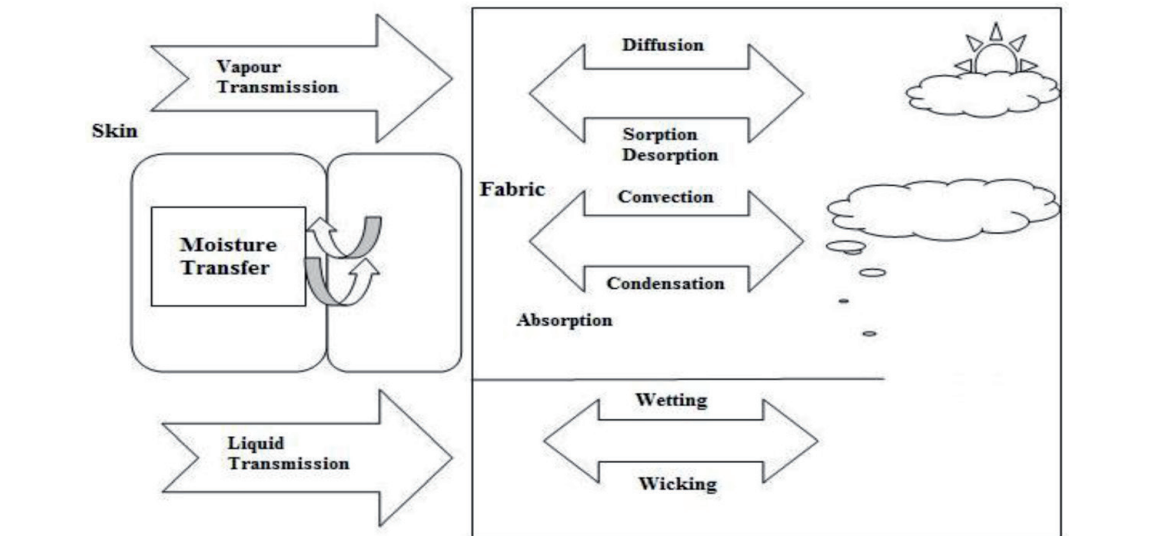 Vapour
Transmission
Skin
Moisture
Transfer
Liquid
Transmission
Diffusion
Sorption
Desorption
Fabric
Convection
Condensation
Absorption
Wetting
Wicking